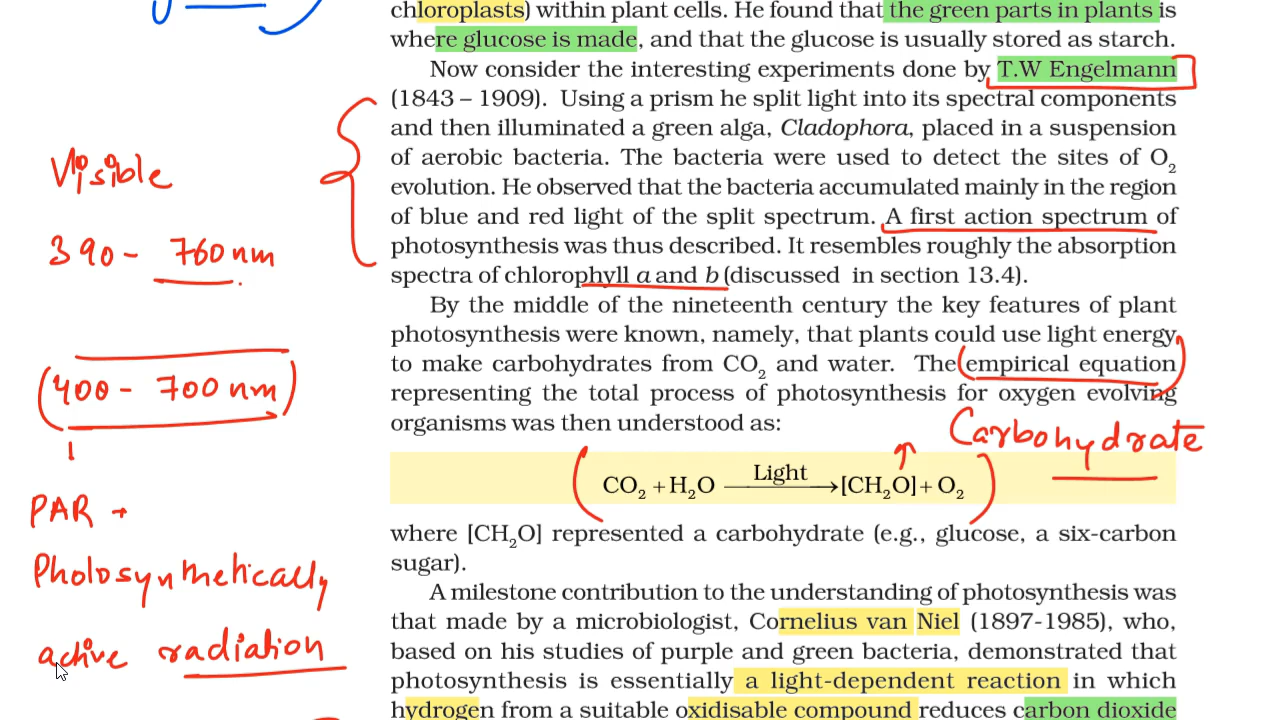 chloroplasts) within plant cells. He found that the green parts in plants is
where glucose is made, and that the glucose is usually stored as starch.
Now consider the interesting experiments done by T.W Engelmann
(1843 – 1909). Using a prism he split light into its spectral components
and then illuminated a green alga, Cladophora, placed in a suspension
of aerobic bacteria. The bacteria were used to detect the sites of O₂
evolution. He observed that the bacteria accumulated mainly in the region
of blue and red light of the split spectrum. A first action spectrum of
photosynthesis was thus described. It resembles roughly the absorption
spectra of chlorophyll a and b (discussed in section 13.4).
By the middle of the nineteenth century the key features of plant
photosynthesis were known, namely, that plants could use light energy
to make carbohydrates from CO₂ and water. The empirical equation
representing the total process of photosynthesis for oxygen evolving
organisms was then understood as:
Carbohydrate
Light
CO₂ + H₂O ⟶ [CH₂O] + O₂
where [CH₂O] represented a carbohydrate (e.g., glucose, a six-carbon
sugar).
A milestone contribution to the understanding of photosynthesis was
that made by a microbiologist, Cornelius van Niel (1897-1985), who,
based on his studies of purple and green bacteria, demonstrated that
photosynthesis is essentially a light-dependent reaction in which
hydrogen from a suitable oxidisable compound reduces carbon dioxide
Visible
390 - 760 nm
(400 - 700 nm)
PAR →
Photosynthetically
active radiation